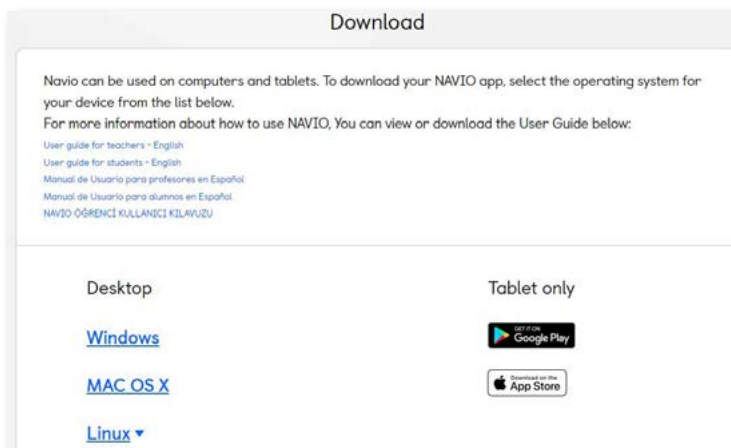 Download
Navio can be used on computers and tablets. To download your NAVIO app, select the operating system for
your device from the list below.
For more information about how to use NAVIO, You can view or download the User Guide below:
User guide for teachers - English
User guide for students - English
Manual de Usuario para profesores en Español
Manual de Usuario para alumnos en Español
NAVIO ÖĞRENCİ KULLANICI KILAVUZU
Desktop
Tablet only
Windows
GET IT ON
Google Play
MAC OS X
Download on the
App Store
Linux